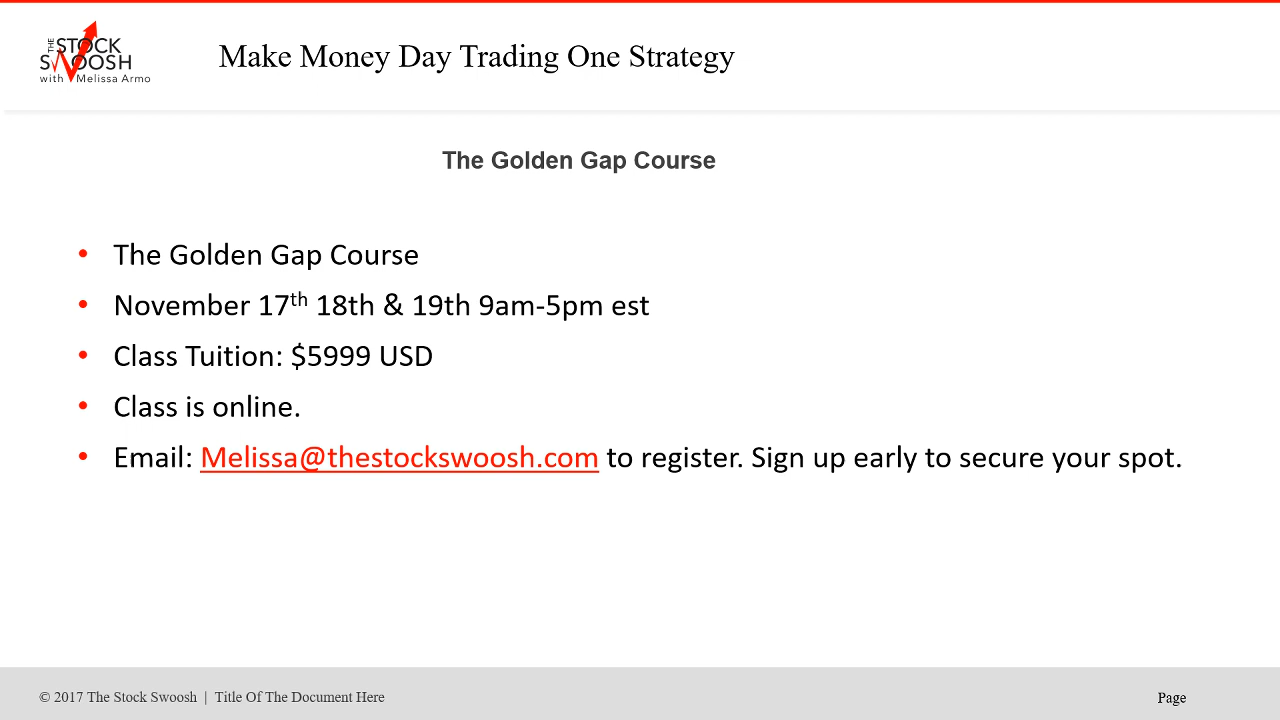 THE STOCK
SWOOSH
with Melissa Armo
Make Money Day Trading One Strategy
The Golden Gap Course
• The Golden Gap Course
• November 17th 18th & 19th 9am-5pm est
• Class Tuition: $5999 USD
• Class is online.
• Email: Melissa@thestockswoosh.com to register. Sign up early to secure your spot.
© 2017 The Stock Swoosh | Title Of The Document Here
Page